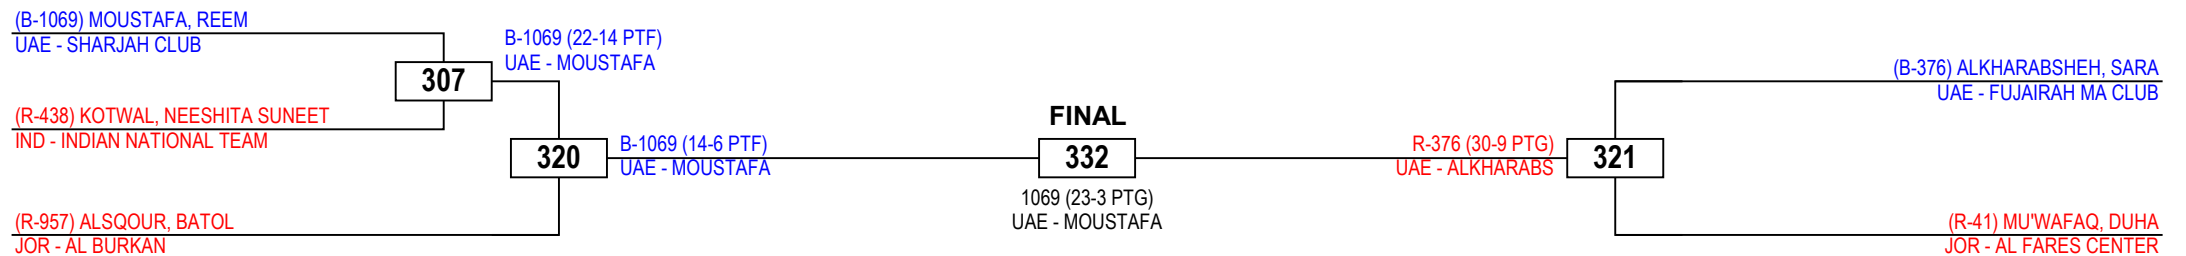 (B-1069) MOUSTAFA, REEM
UAE - SHARJAH CLUB
B-1069 (22-14 PTF)
UAE - MOUSTAFA
307
(R-438) KOTWAL, NEESHITA SUNEET
IND - INDIAN NATIONAL TEAM
320
B-1069 (14-6 PTF)
UAE - MOUSTAFA
(R-957) ALSQOUR, BATOL
JOR - AL BURKAN
FINAL
332
1069 (23-3 PTG)
UAE - MOUSTAFA
R-376 (30-9 PTG)
UAE - ALKHARABS
321
(B-376) ALKHARABSHEH, SARA
UAE - FUJAIRAH MA CLUB
(R-41) MU'WAFAQ, DUHA
JOR - AL FARES CENTER